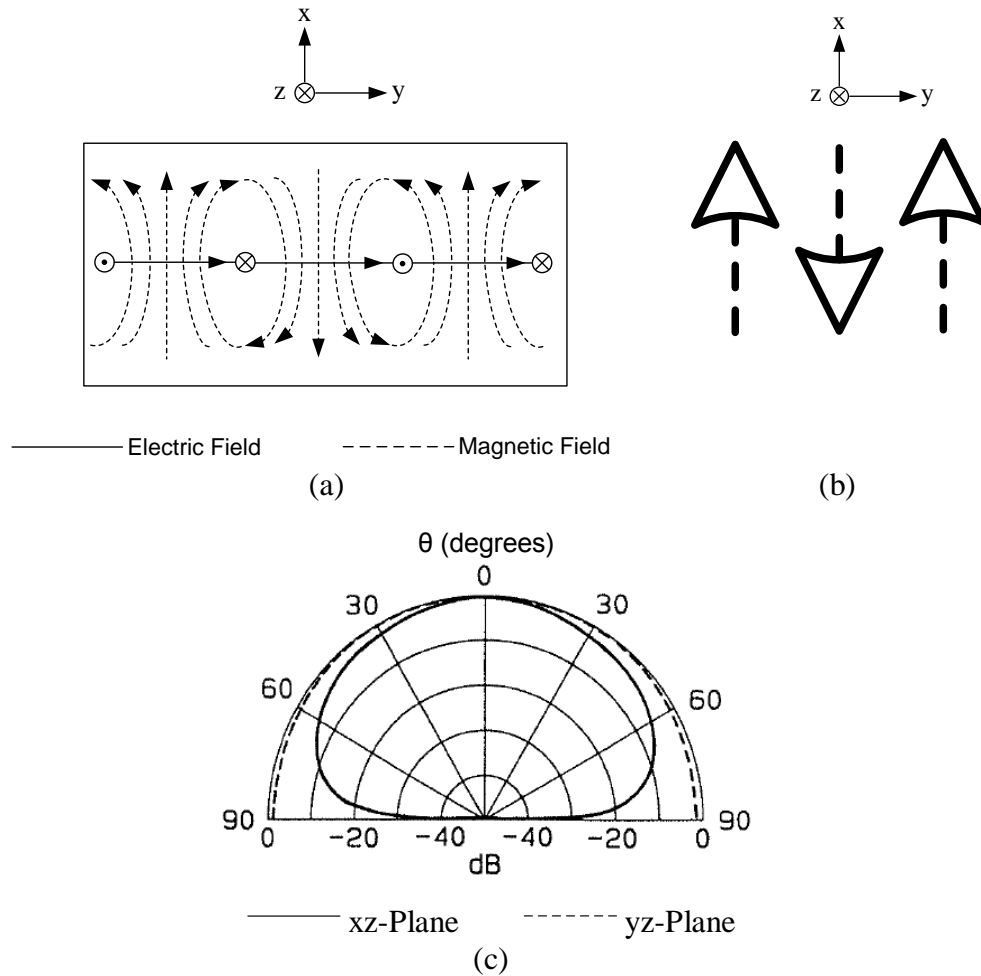 x
z y
x
z y
Electric Field Magnetic Field
(a) (b)
θ (degrees)
0
30 30
60 60
90 90
0 -20 -40 -40 -20 0
dB
xz-Plane yz-Plane
(c)